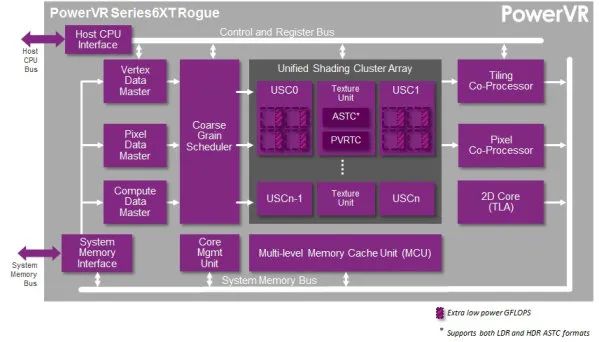 PowerVR Series6XT Rogue
PowerVR
Host CPU
Interface
Control and Register Bus
Host
CPU
Bus
Vertex
Data
Master
Pixel
Data
Master
Compute
Data
Master
Coarse
Grain
Scheduler
Unified Shading Cluster Array
USC0
Texture
Unit
USC1
ASTC*
PVRTC
USCn-1
Texture
Unit
USCn
Tiling
Co-Processor
Pixel
Co-Processor
2D Core
(TLA)
System
Memory
Interface
Core
Mgmt
Unit
Multi-level Memory Cache Unit (MCU)
System
Memory
Bus
System Memory Bus
Extra low power GFLOPS
* Supports both LDR and HDR ASTC formats